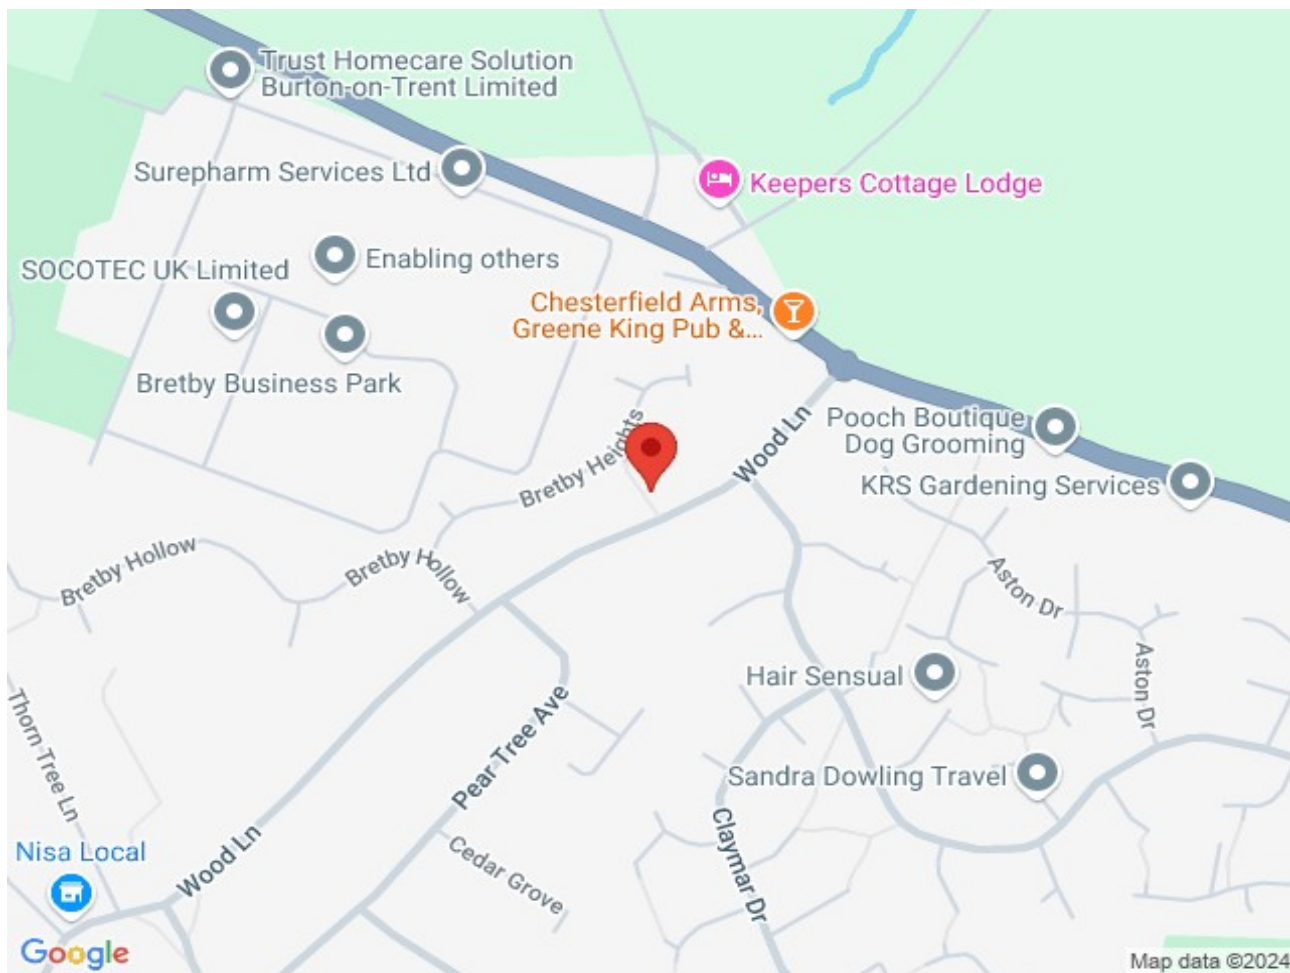 Trust Homecare Solution
Burton-on-Trent Limited
Surepharm Services Ltd
Keepers Cottage Lodge
Enabling others
SOCOTEC UK Limited
Chesterfield Arms,
Greene King Pub &...
Bretby Business Park
Pooch Boutique
Dog Grooming
Wood Ln
Bretby Heights
KRS Gardening Services
Bretby Hollow
Bretby Hollow
Aston Dr
Hair Sensual
Aston Dr
Thorn Tree Ln
Pear Tree Ave
Sandra Dowling Travel
Claymar Dr
Wood Ln
Nisa Local
Cedar Grove
Google
Map data ©2024